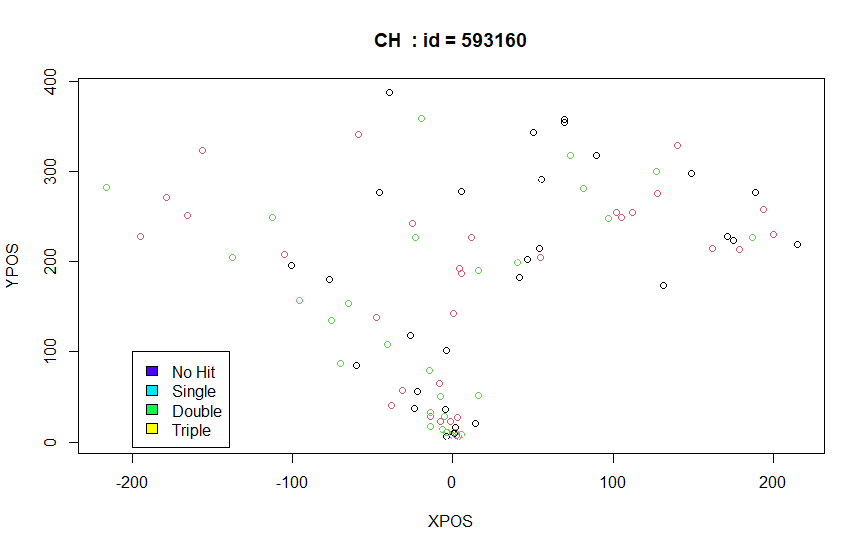 CH : id = 593160
400
300
200
100
0
YPOS
No Hit
Single
Double
Triple
-200 -100 0 100 200
XPOS